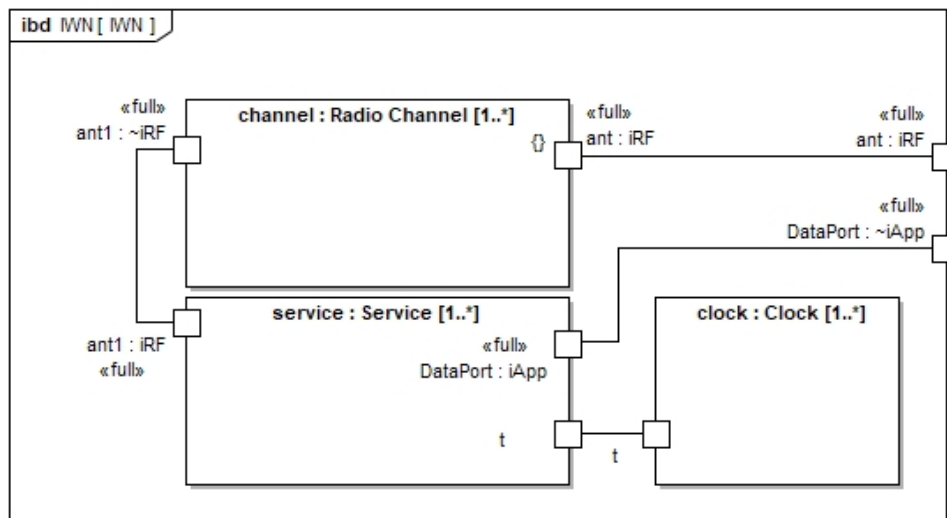 ibd IWN [ IWN ]
«full»
ant1 : ~iRF
channel : Radio Channel [1..*]
{}
«full»
ant : iRF
«full»
ant : iRF
«full»
DataPort : ~iApp
service : Service [1..*]
«full»
DataPort : iApp
ant1 : iRF
«full»
t
t
clock : Clock [1..*]